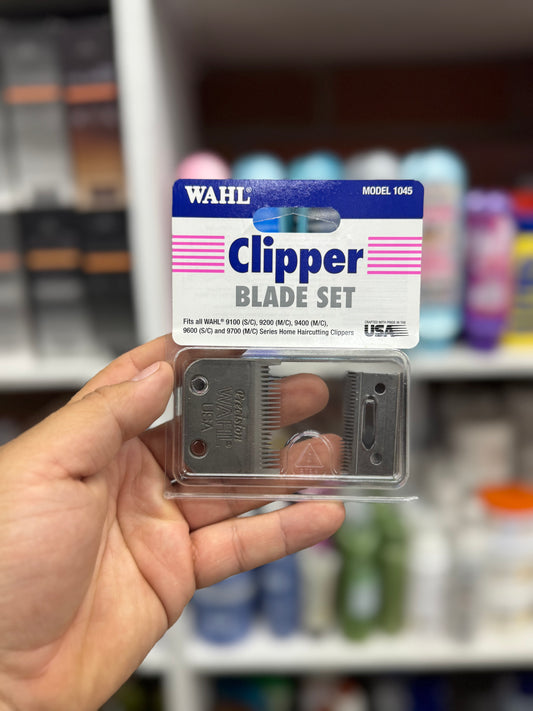 WAHL®
MODEL 1045
Clipper
BLADE SET
Fits all WAHL® 9100 (S/C), 9200 (M/C), 9400 (M/C),
9600 (S/C) and 9700 (M/C) Series Home Haircutting Clippers
CRAFTED WITH PRIDE IN THE
USA
Precision
WAHL®
USA